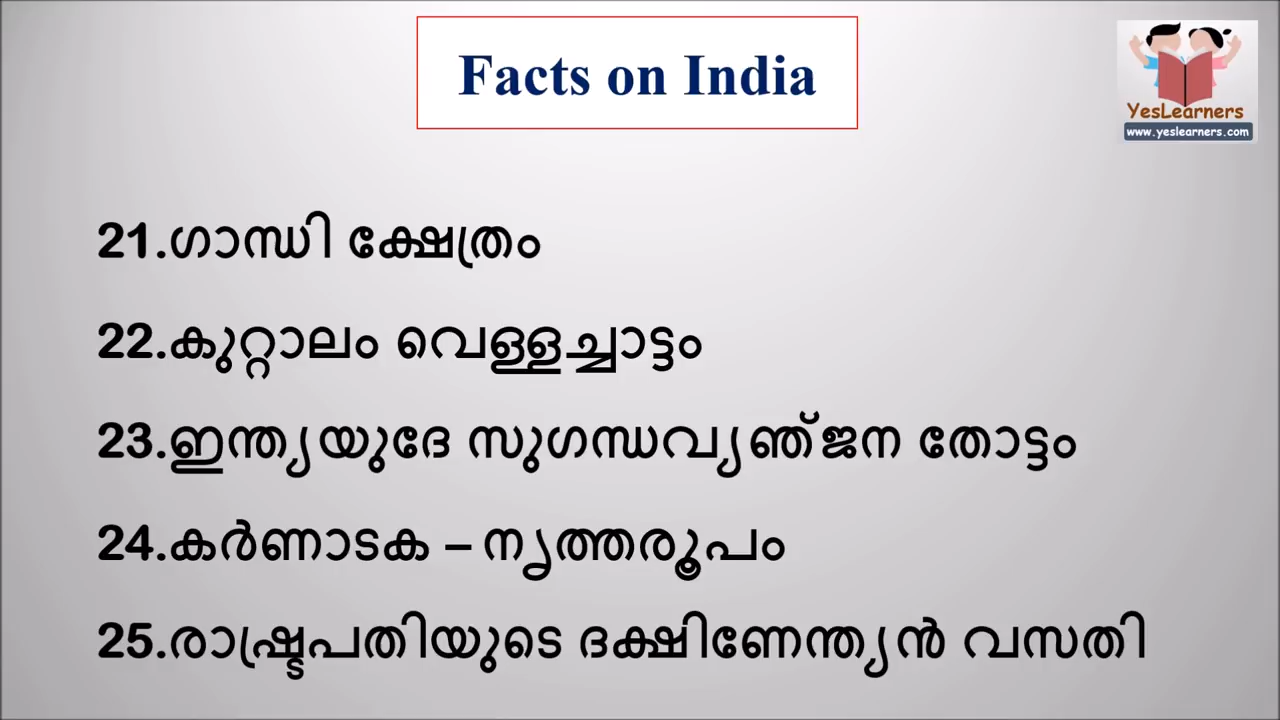 Facts on India
YesLearners
www.yeslearners.com
21.ഗാന്ധി ക്ഷേത്രം
22.കുറ്റാലം വെള്ളച്ചാട്ടം
23.ഇന്ത്യയുദേ സുഗന്ധവ്യഞ്ജന തോട്ടം
24.കർണാടക – നൃത്തരൂപം
25.രാഷ്ട്രപതിയുടെ ദക്ഷിണേന്ത്യൻ വസതി